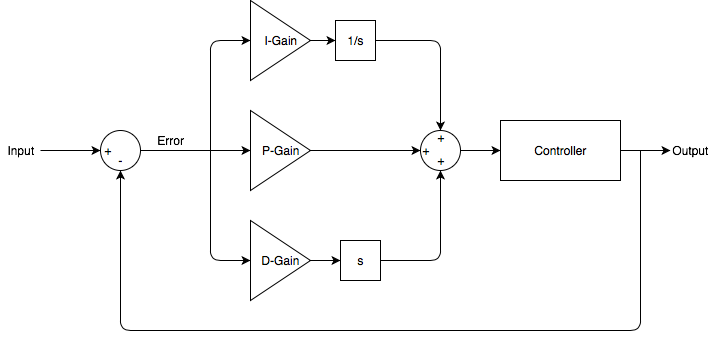 I-Gain
1/s
Input
+
-
Error
P-Gain
+
+
+
Controller
Output
D-Gain
s